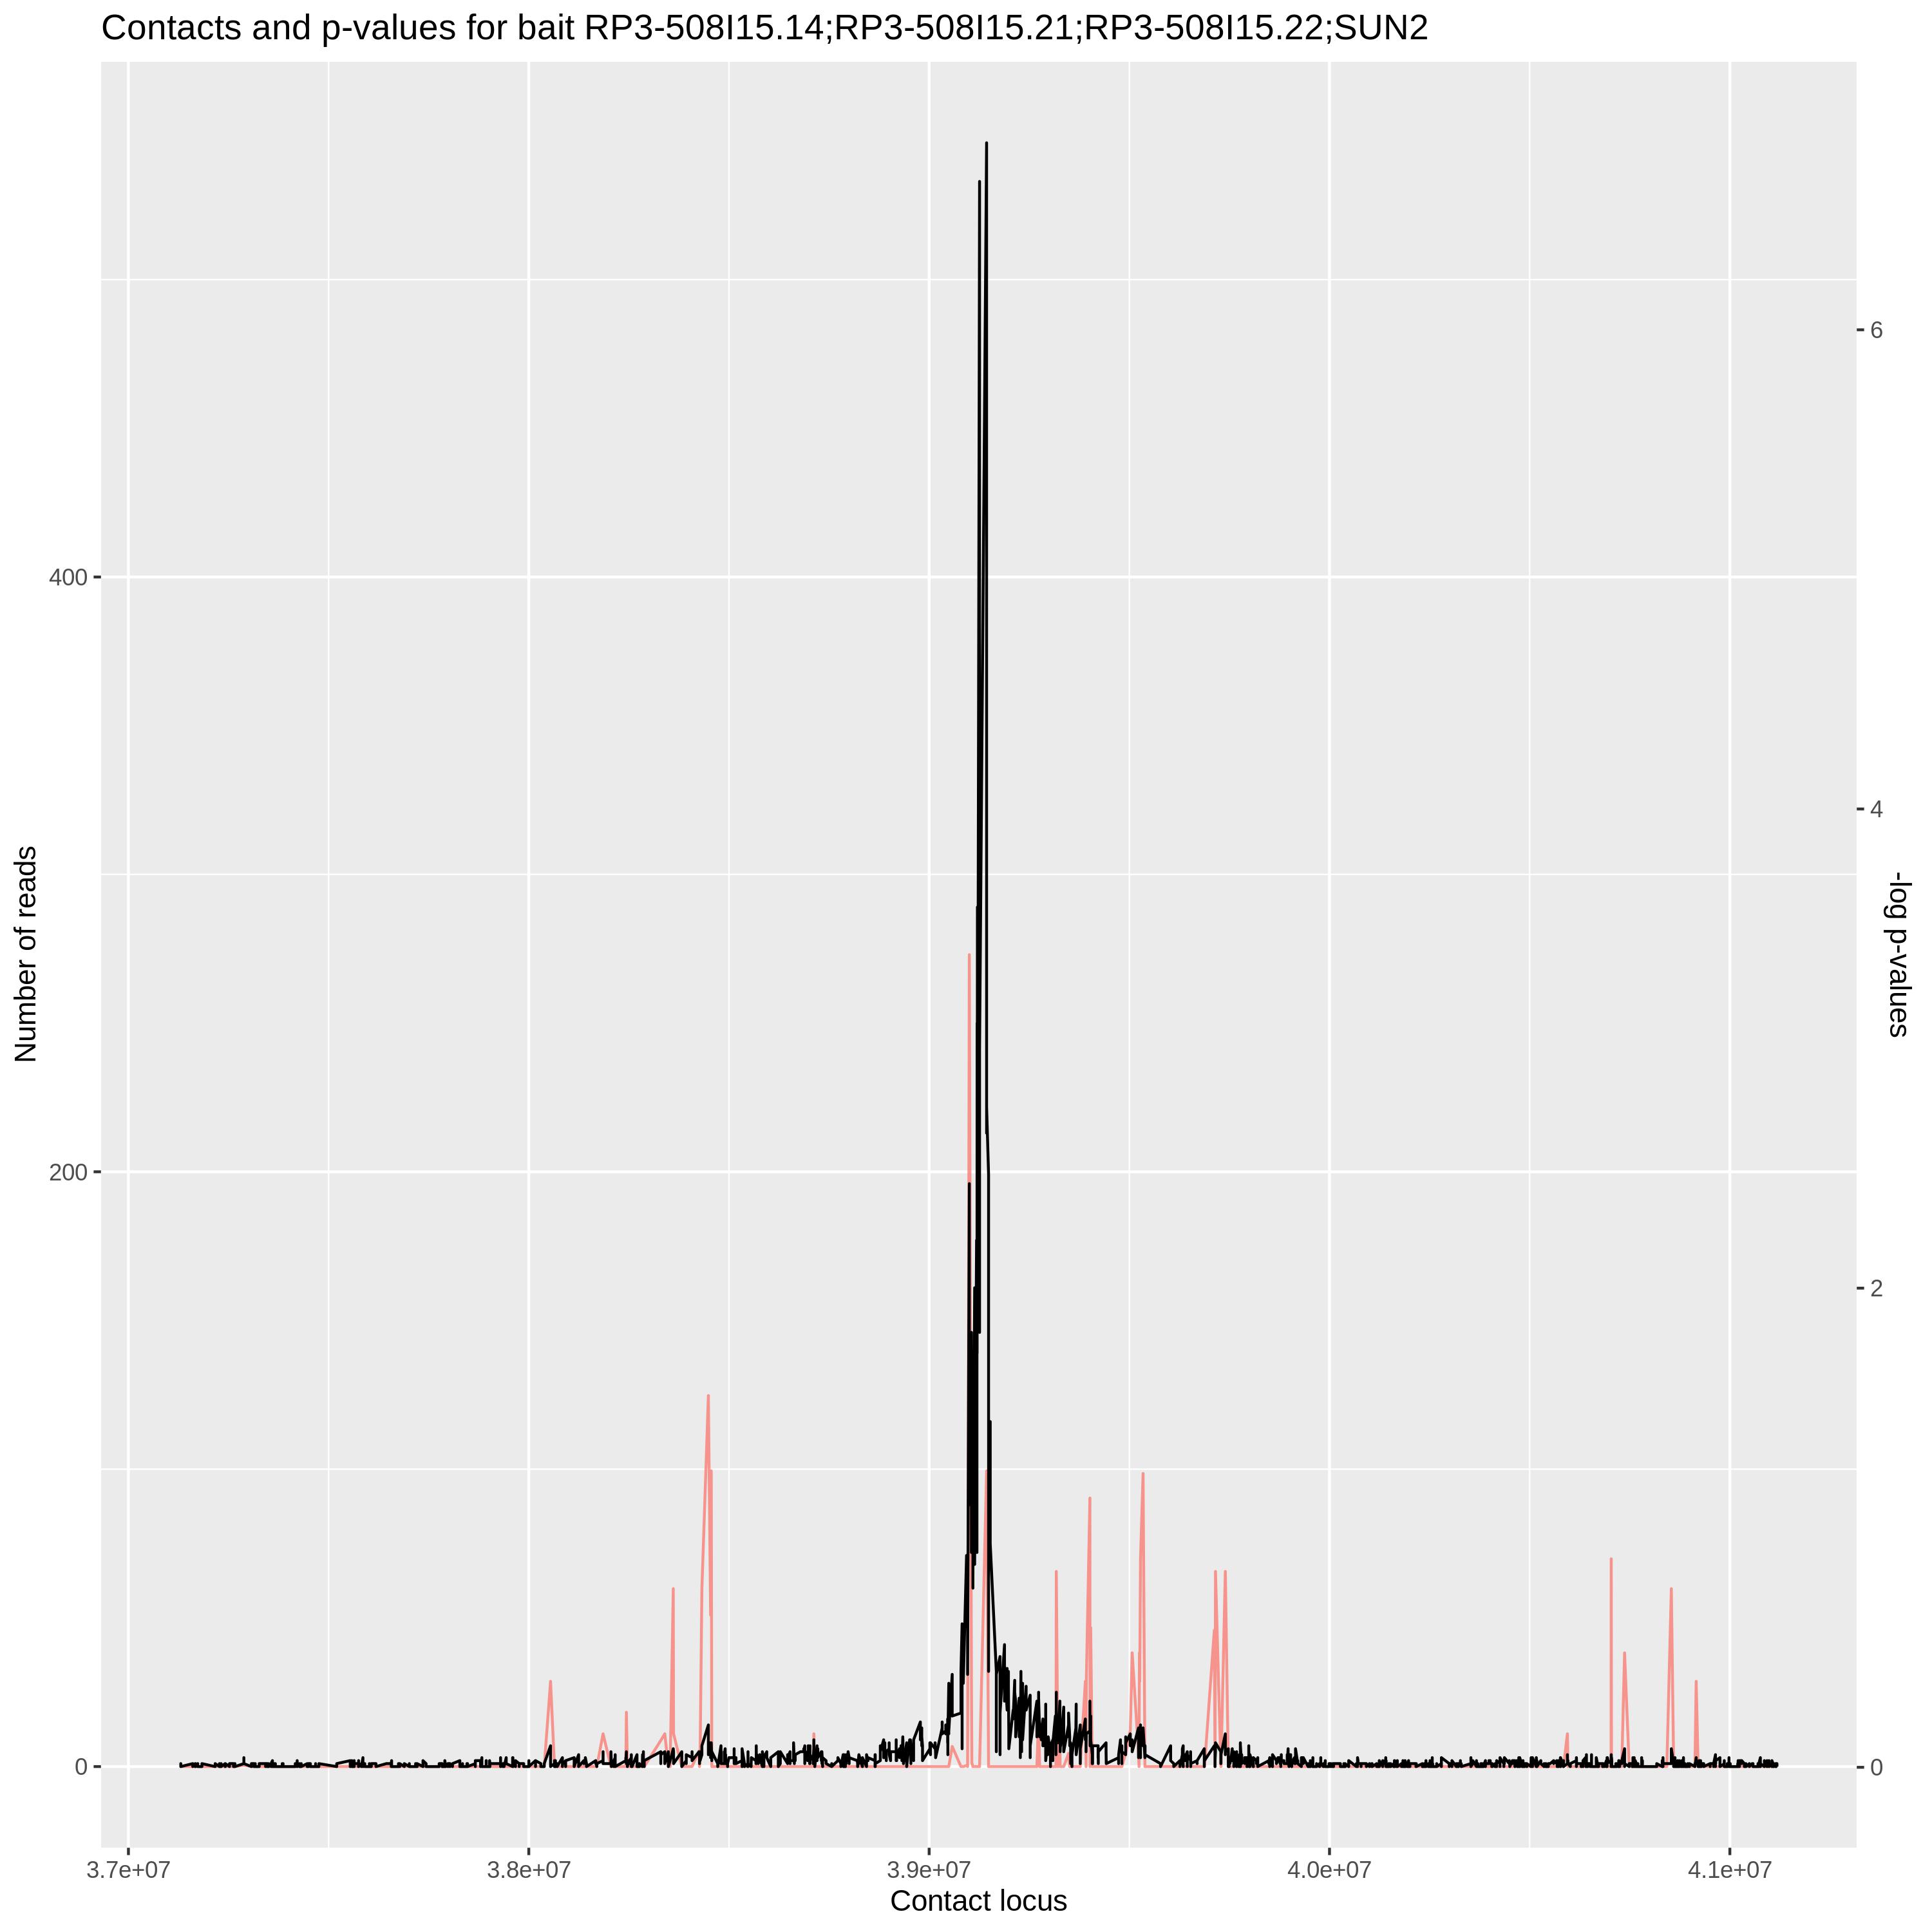 Contacts and p-values for bait RP3-508I15.14;RP3-508I15.21;RP3-508I15.22;SUN2
Number of reads
400
200
0
6
4
2
0
-log p-values
3.7e+07 3.8e+07 3.9e+07 4.0e+07 4.1e+07
Contact locus